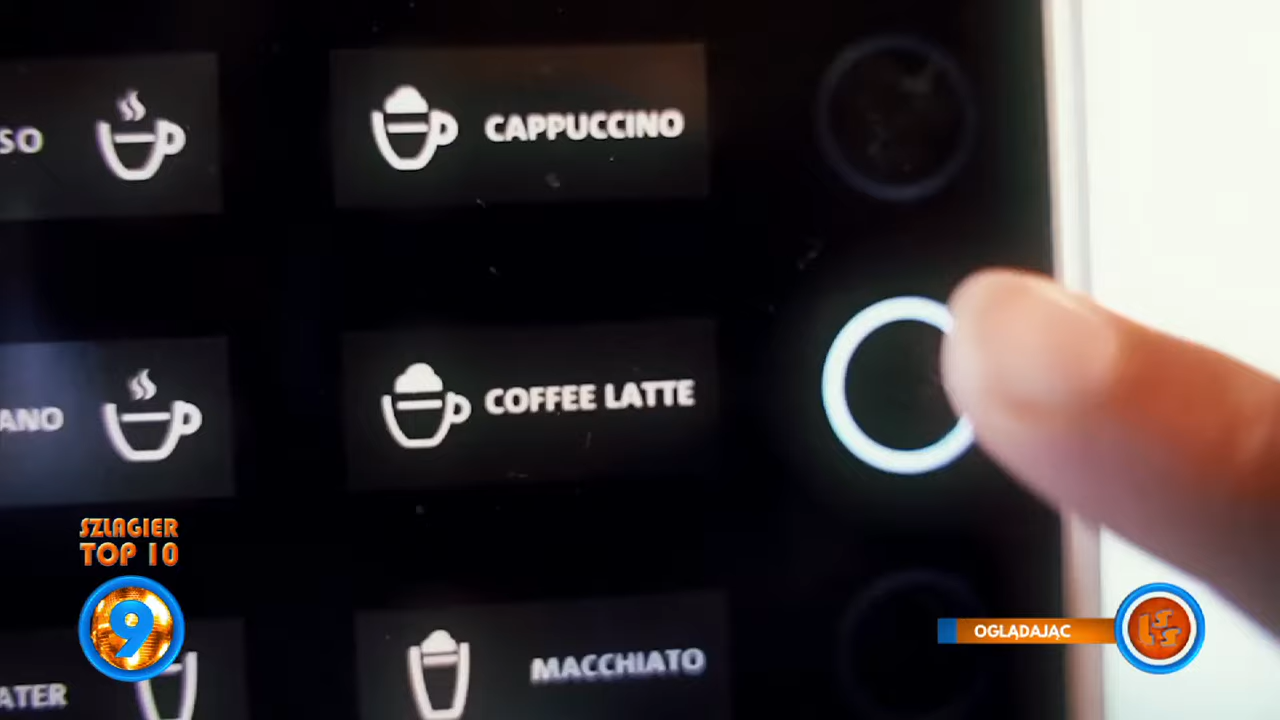 SO
CAPPUCCINO
ANO
COFFEE LATTE
SZLAGIER
TOP 10
9
OGLĄDAJĄC
ATER
MACCHIATO